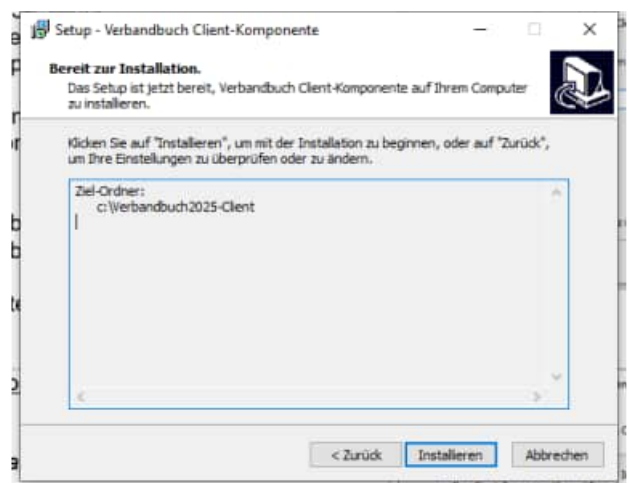 Setup - Verbandbuch Client-Komponente
Bereit zur Installation.
Das Setup ist jetzt bereit, Verbandbuch Client-Komponente auf Ihrem Computer
zu installieren.
Klicken Sie auf "Installieren", um mit der Installation zu beginnen, oder auf "Zurück",
um Ihre Einstellungen zu überprüfen oder zu ändern.
Ziel-Ordner:
c:\Verbandbuch2025-Client
< Zurück Installieren Abbrechen